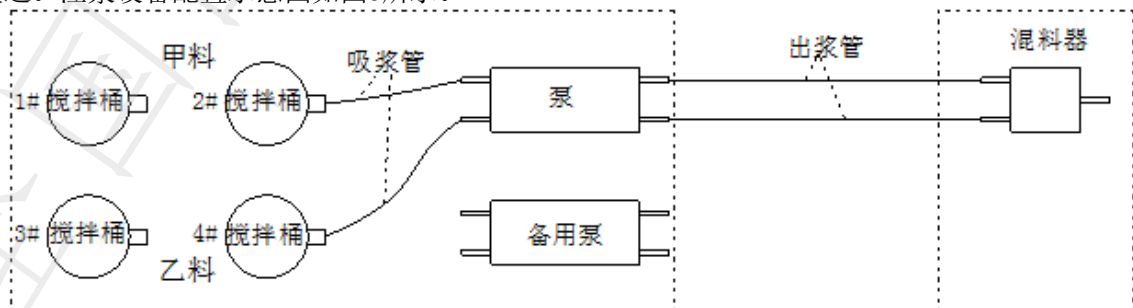 甲料
吸浆管
出浆管
混料器
1# 搅拌桶
2# 搅拌桶
泵
3# 搅拌桶
4# 搅拌桶
备用泵
乙料